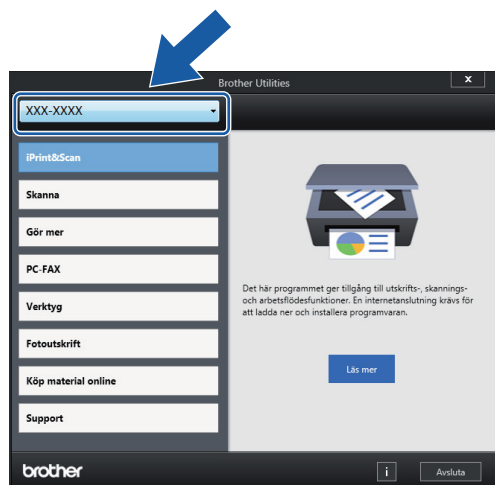 Brother Utilities
x
XXX-XXXX
iPrint&Scan
Skanna
Gör mer
PC-FAX
Verktyg
Fotoutskrift
Köp material online
Support
Det här programmet ger tillgång till utskrifts-, skannings-
och arbetsflödesfunktioner. En internetanslutning krävs för
att ladda ner och installera programvaran.
Läs mer
brother
i
Avsluta